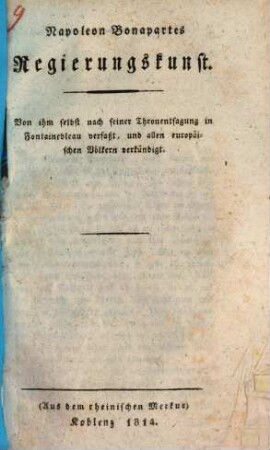 9
Napoleon Bonapartes
Regierungskunst.
Von ihm selbst nach seiner Thronentsagung in
Fontainebleau verfaßt, und allen europäi-
schen Völkern verkündigt.
(Aus dem rheinischen Merkur)
Koblenz 1814.